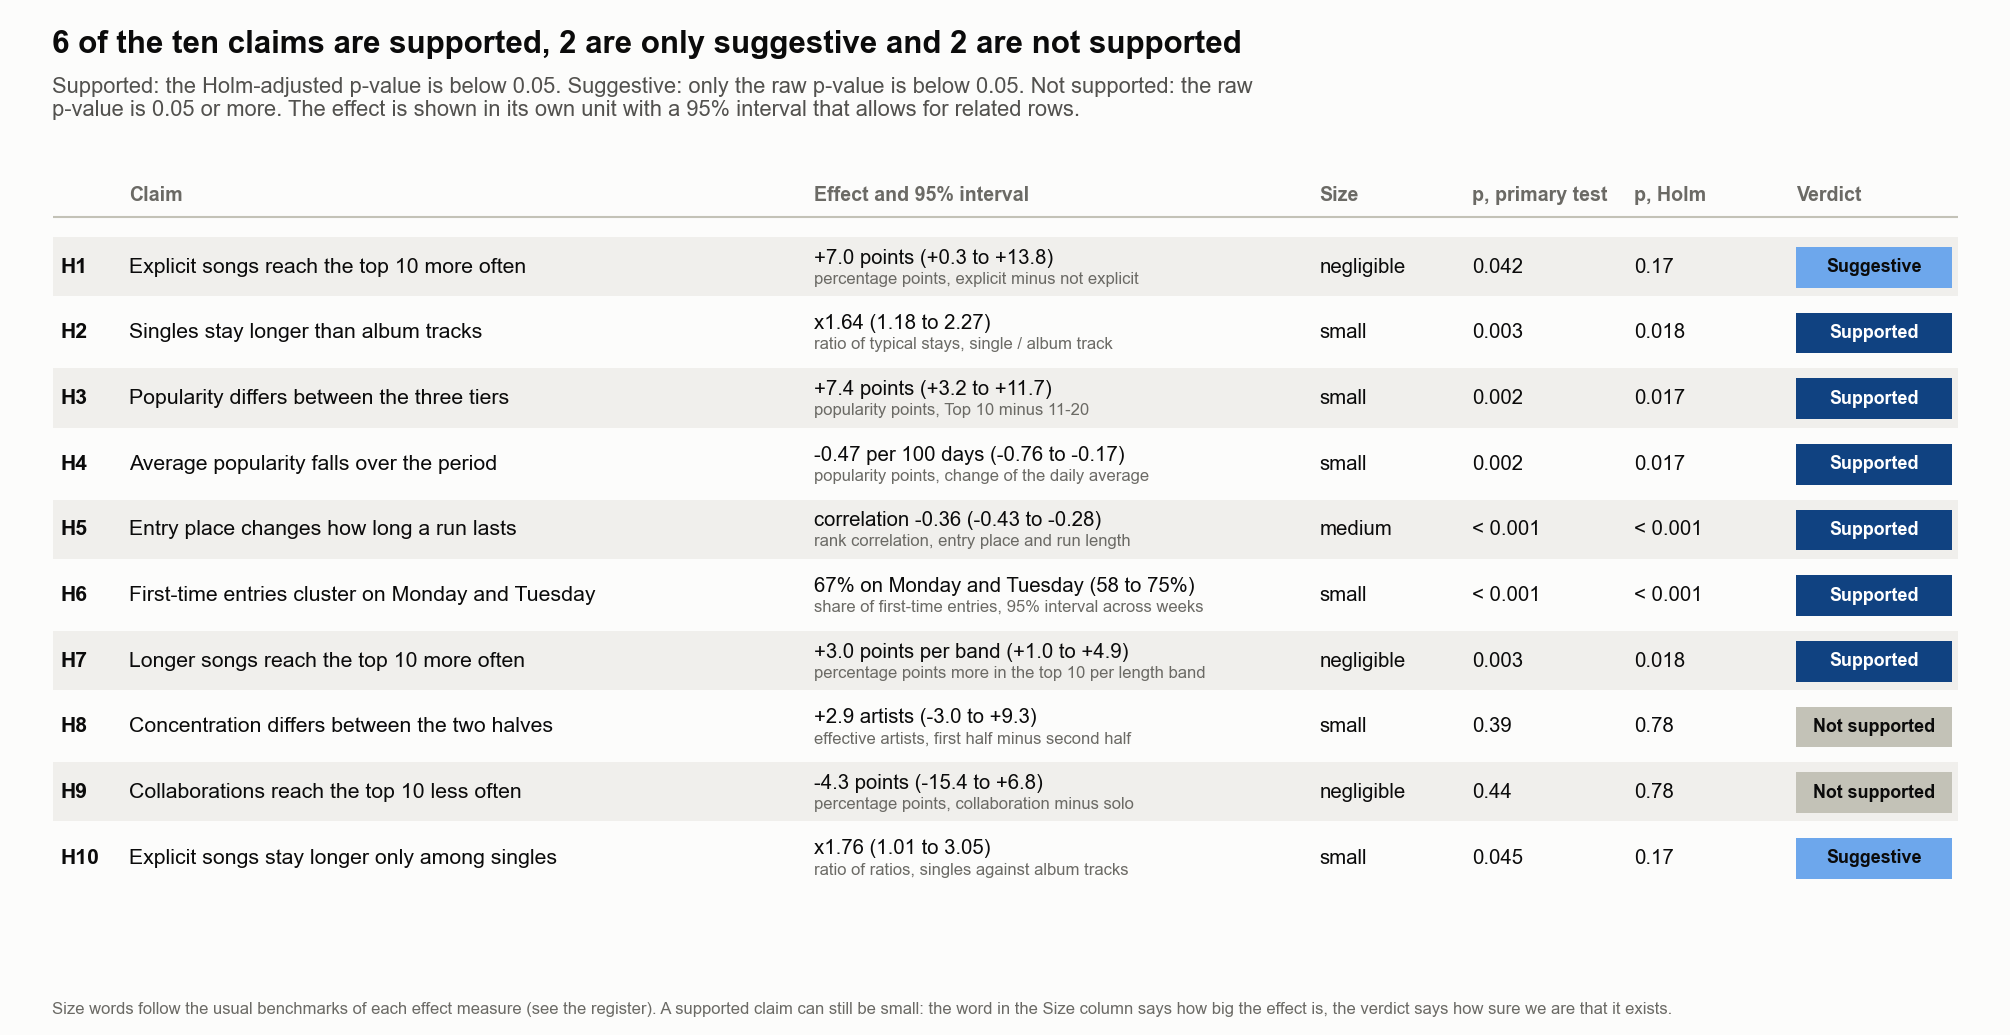 6 of the ten claims are supported, 2 are only suggestive and 2 are not supported
Supported: the Holm-adjusted p-value is below 0.05. Suggestive: only the raw p-value is below 0.05. Not supported: the raw
p-value is 0.05 or more. The effect is shown in its own unit with a 95% interval that allows for related rows.
Claim Effect and 95% interval Size p, primary test p, Holm Verdict
H1 Explicit songs reach the top 10 more often +7.0 points (+0.3 to +13.8) negligible 0.042 0.17 Suggestive
percentage points, explicit minus not explicit
H2 Singles stay longer than album tracks x1.64 (1.18 to 2.27) small 0.003 0.018 Supported
ratio of typical stays, single / album track
H3 Popularity differs between the three tiers +7.4 points (+3.2 to +11.7) small 0.002 0.017 Supported
popularity points, Top 10 minus 11-20
H4 Average popularity falls over the period -0.47 per 100 days (-0.76 to -0.17) small 0.002 0.017 Supported
popularity points, change of the daily average
H5 Entry place changes how long a run lasts correlation -0.36 (-0.43 to -0.28) medium < 0.001 < 0.001 Supported
rank correlation, entry place and run length
H6 First-time entries cluster on Monday and Tuesday 67% on Monday and Tuesday (58 to 75%) small < 0.001 < 0.001 Supported
share of first-time entries, 95% interval across weeks
H7 Longer songs reach the top 10 more often +3.0 points per band (+1.0 to +4.9) negligible 0.003 0.018 Supported
percentage points more in the top 10 per length band
H8 Concentration differs between the two halves +2.9 artists (-3.0 to +9.3) small 0.39 0.78 Not supported
effective artists, first half minus second half
H9 Collaborations reach the top 10 less often -4.3 points (-15.4 to +6.8) negligible 0.44 0.78 Not supported
percentage points, collaboration minus solo
H10 Explicit songs stay longer only among singles x1.76 (1.01 to 3.05) small 0.045 0.17 Suggestive
ratio of ratios, singles against album tracks
Size words follow the usual benchmarks of each effect measure (see the register). A supported claim can still be small: the word in the Size column says how big the effect is, the verdict says how sure we are that it exists.